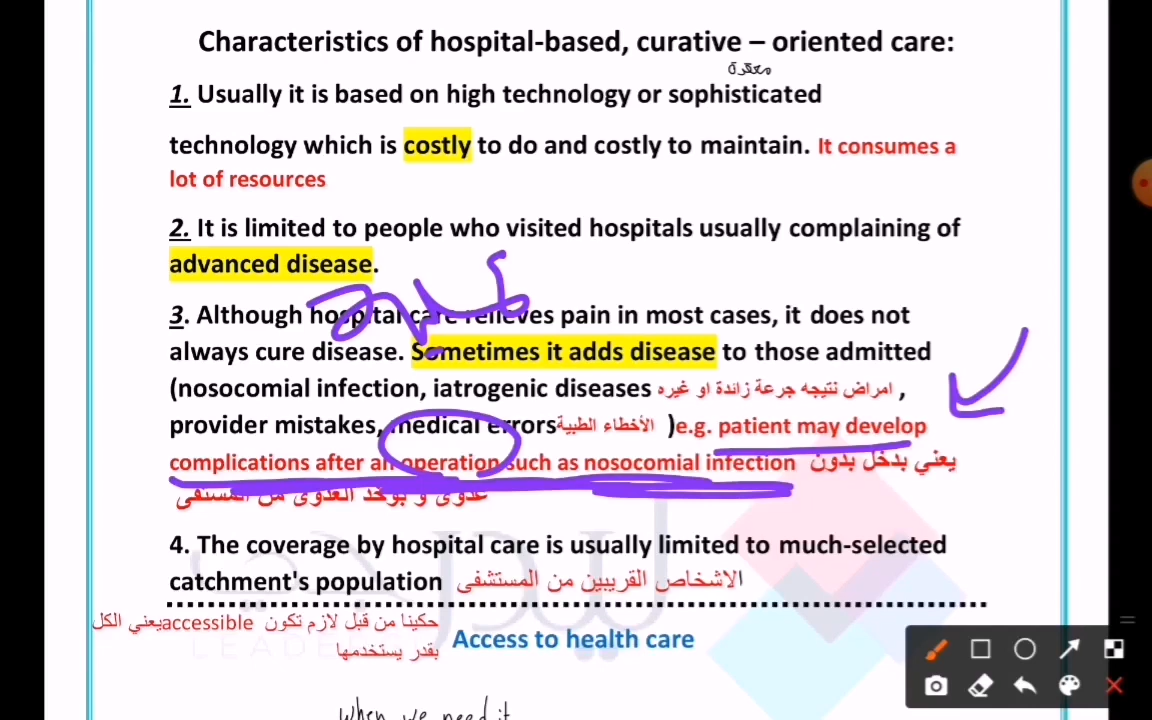 Characteristics of hospital-based, curative – oriented care:
معقدة
1. Usually it is based on high technology or sophisticated
technology which is costly to do and costly to maintain. It consumes a
lot of resources
2. It is limited to people who visited hospitals usually complaining of
advanced disease.
3. Although hospital care relieves pain in most cases, it does not
always cure disease. Sometimes it adds disease to those admitted
(nosocomial infection, iatrogenic diseases امراض نتيجه جرعة زائدة او غيره ,
provider mistakes, medical errors الأخطاء الطبية )e.g. patient may develop
complications after an operation such as nosocomial infection يعني بدخل بدون
عدوى و بوخد العدوى من المستفى
4. The coverage by hospital care is usually limited to much-selected
catchment's population الاشخاص القريبين من المستشفى
حكينا من قبل لازم تكون accessible يعني الكل
بقدر يستخدمها
Access to health care
when we need it